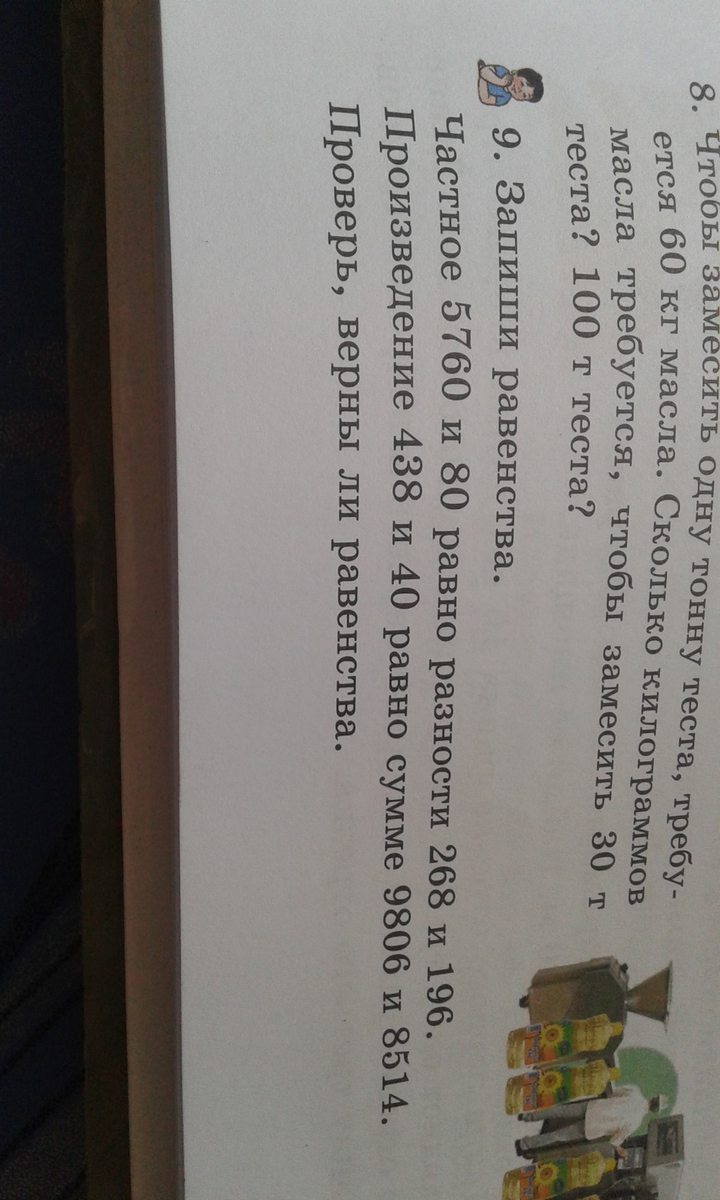 8. Чтобы замесить одну тонну теста, требу-
ется 60 кг масла. Сколько килограммов
масла требуется, чтобы замесить 30 т
теста? 100 т теста?
9. Запиши равенства.
Частное 5760 и 80 равно разности 268 и 196.
Произведение 438 и 40 равно сумме 9806 и 8514.
Проверь, верны ли равенства.